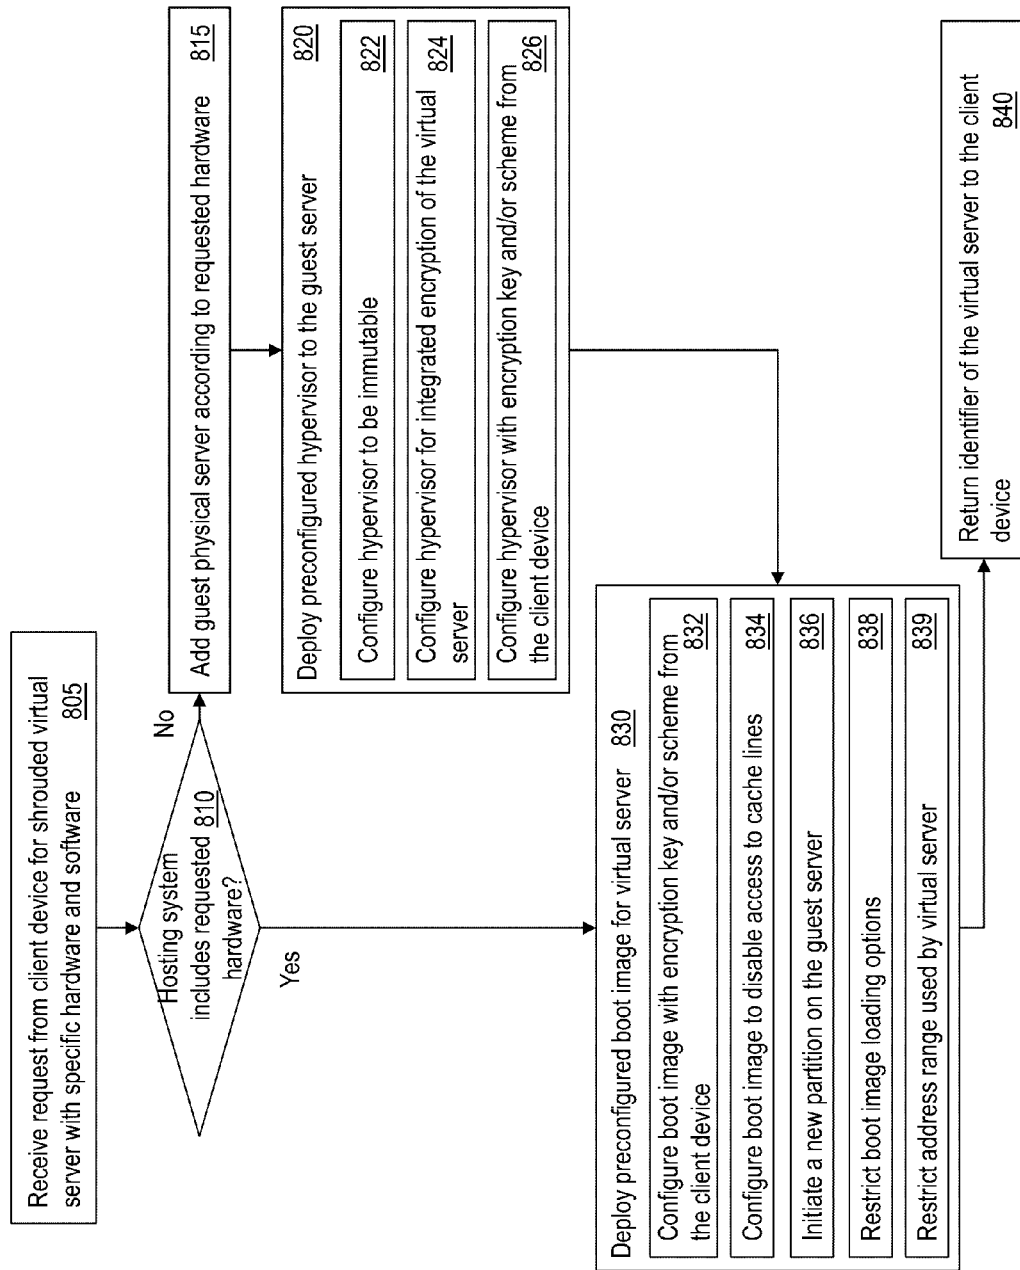 Receive request from client device for shrouded virtual
server with specific hardware and software
805
Hosting system
includes requested 810
hardware?
No
Yes
Add guest physical server according to requested hardware 815
Deploy preconfigured hypervisor to the guest server 820
Configure hypervisor to be immutable 822
Configure hypervisor for integrated encryption of the virtual
server
824
Configure hypervisor with encryption key and/or scheme from
the client device
826
Deploy preconfigured boot image for virtual server 830
Configure boot image with encryption key and/or scheme from
the client device
832
Configure boot image to disable access to cache lines 834
Initiate a new partition on the guest server 836
Restrict boot image loading options 838
Restrict address range used by virtual server 839
Return identifier of the virtual server to the client
device
840